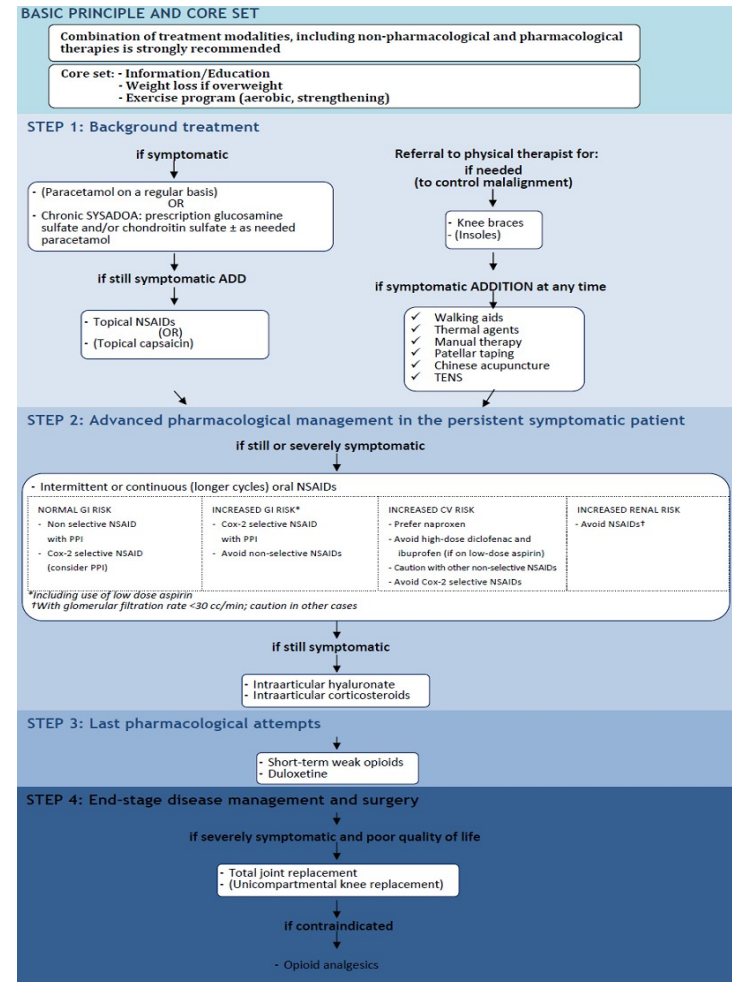 BASIC PRINCIPLE AND CORE SET
Combination of treatment modalities, including non-pharmacological and pharmacological
therapies is strongly recommended
Core set: - Information/Education
- Weight loss if overweight
- Exercise program (aerobic, strengthening)
STEP 1: Background treatment
if symptomatic
- (Paracetamol on a regular basis)
OR
- Chronic SYSADOA: prescription glucosamine
sulfate and/or chondroitin sulfate ± as needed
paracetamol
if still symptomatic ADD
- Topical NSAIDs
(OR)
- (Topical capsaicin)
Referral to physical therapist for:
if needed
(to control malalignment)
- Knee braces
- (Insoles)
if symptomatic ADDITION at any time
✓ Walking aids
✓ Thermal agents
✓ Manual therapy
✓ Patellar taping
✓ Chinese acupuncture
✓ TENS
STEP 2: Advanced pharmacological management in the persistent symptomatic patient
if still or severely symptomatic
- Intermittent or continuous (longer cycles) oral NSAIDs
NORMAL GI RISK
- Non selective NSAID
with PPI
- Cox-2 selective NSAID
(consider PPI)
INCREASED GI RISK*
- Cox-2 selective NSAID
with PPI
- Avoid non-selective NSAIDs
INCREASED CV RISK
- Prefer naproxen
- Avoid high-dose diclofenac and
ibuprofen (if on low-dose aspirin)
- Caution with other non-selective NSAIDs
- Avoid Cox-2 selective NSAIDs
INCREASED RENAL RISK
- Avoid NSAIDs†
*Including use of low dose aspirin
†With glomerular filtration rate <30 cc/min; caution in other cases
if still symptomatic
- Intraarticular hyaluronate
- Intraarticular corticosteroids
STEP 3: Last pharmacological attempts
- Short-term weak opioids
- Duloxetine
STEP 4: End-stage disease management and surgery
if severely symptomatic and poor quality of life
- Total joint replacement
- (Unicompartmental knee replacement)
if contraindicated
- Opioid analgesics